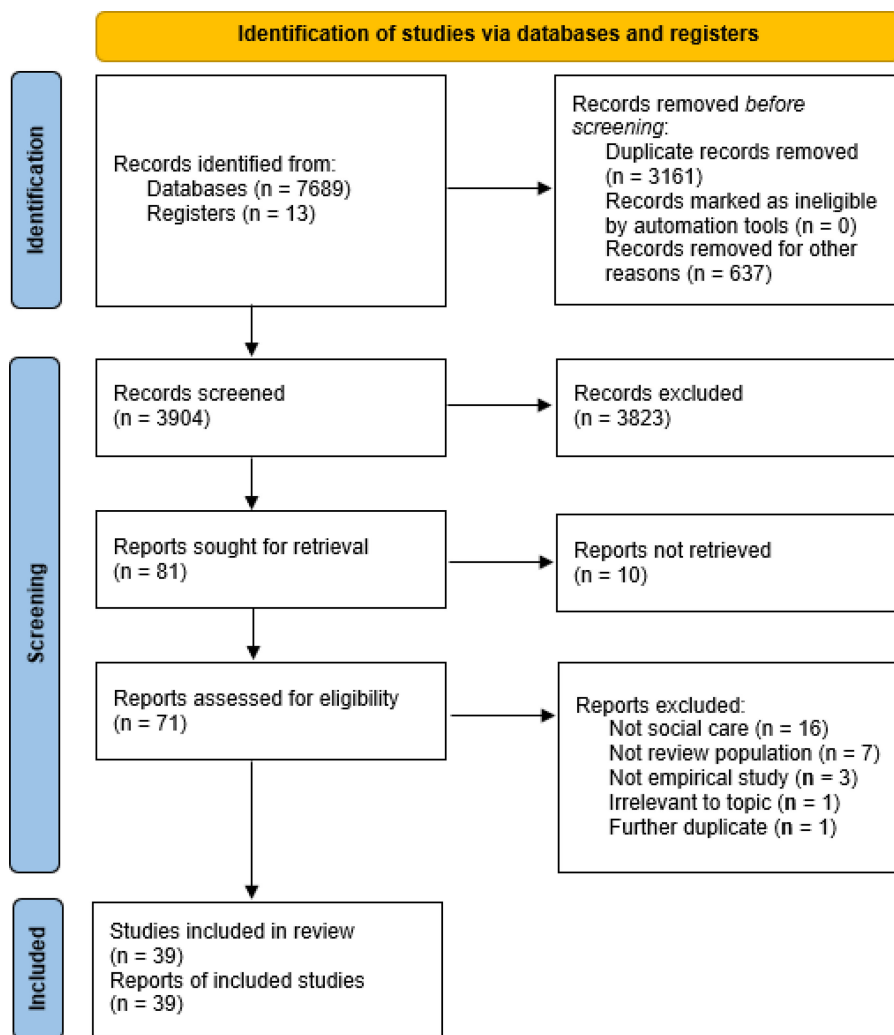 Identification of studies via databases and registers
Identification
Records identified from:
Databases (n = 7689)
Registers (n = 13)
Records removed before
screening:
Duplicate records removed
(n = 3161)
Records marked as ineligible
by automation tools (n = 0)
Records removed for other
reasons (n = 637)
Screening
Records screened
(n = 3904)
Records excluded
(n = 3823)
Reports sought for retrieval
(n = 81)
Reports not retrieved
(n = 10)
Reports assessed for eligibility
(n = 71)
Reports excluded:
Not social care (n = 16)
Not review population (n = 7)
Not empirical study (n = 3)
Irrelevant to topic (n = 1)
Further duplicate (n = 1)
Included
Studies included in review
(n = 39)
Reports of included studies
(n = 39)